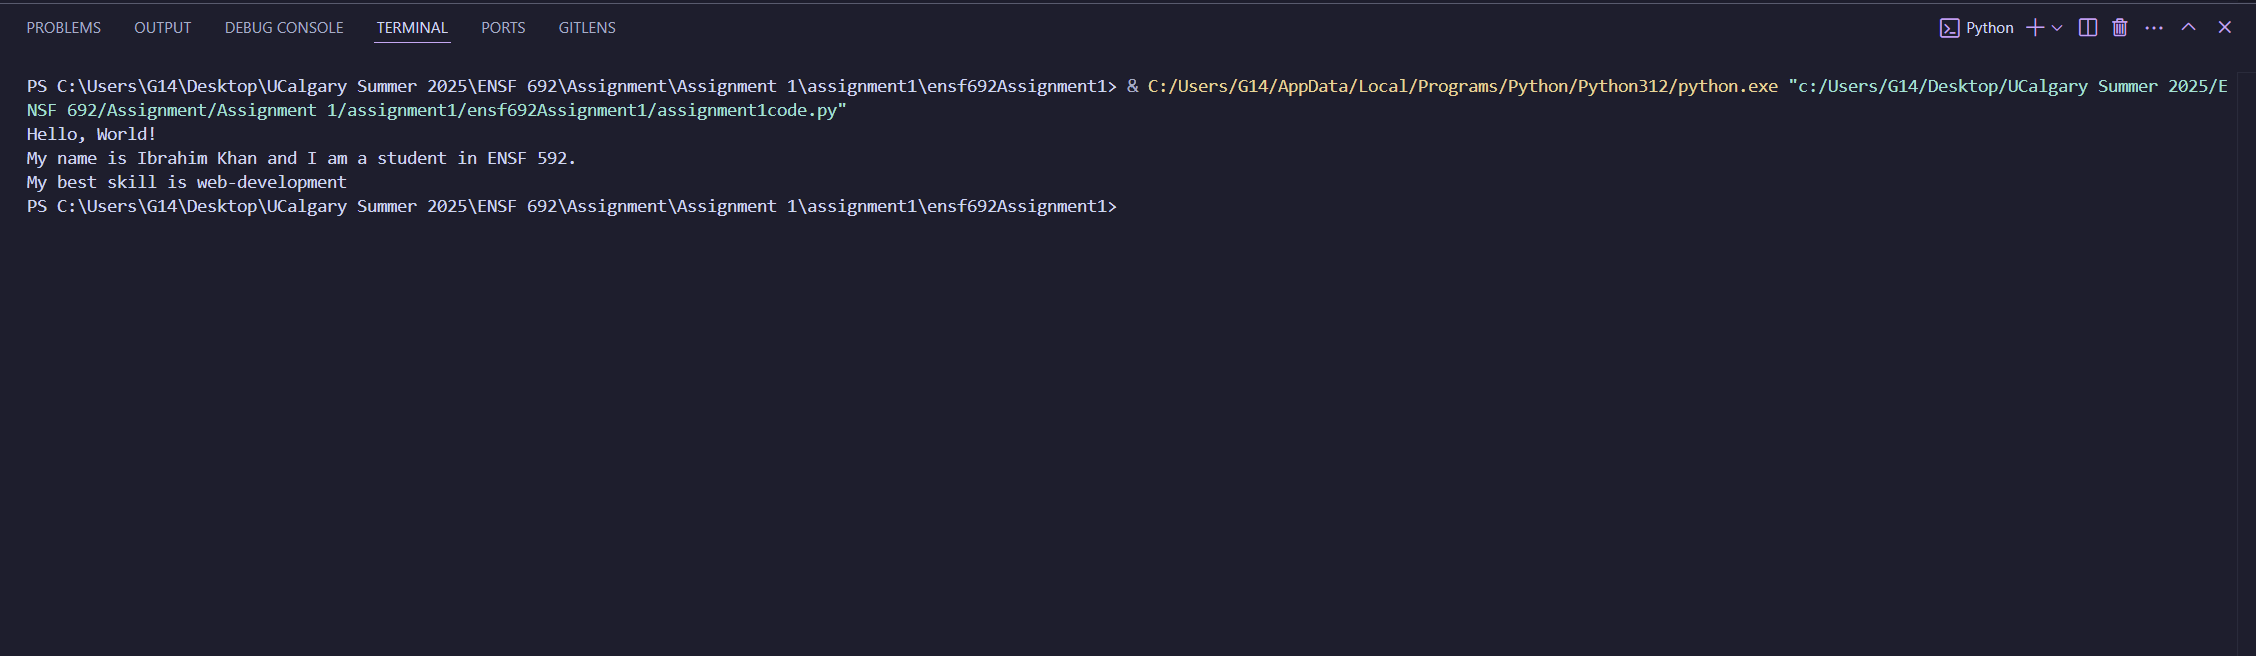 PROBLEMS OUTPUT DEBUG CONSOLE TERMINAL PORTS GITLENS Python
PS C:\Users\G14\Desktop\UCalgary Summer 2025\ENSF 692\Assignment\Assignment 1\assignment1\ensf692Assignment1> & C:/Users/G14/AppData/Local/Programs/Python/Python312/python.exe "c:/Users/G14/Desktop/UCalgary Summer 2025/E
NSF 692/Assignment/Assignment 1/assignment1/ensf692Assignment1/assignment1code.py"
Hello, World!
My name is Ibrahim Khan and I am a student in ENSF 592.
My best skill is web-development
PS C:\Users\G14\Desktop\UCalgary Summer 2025\ENSF 692\Assignment\Assignment 1\assignment1\ensf692Assignment1>